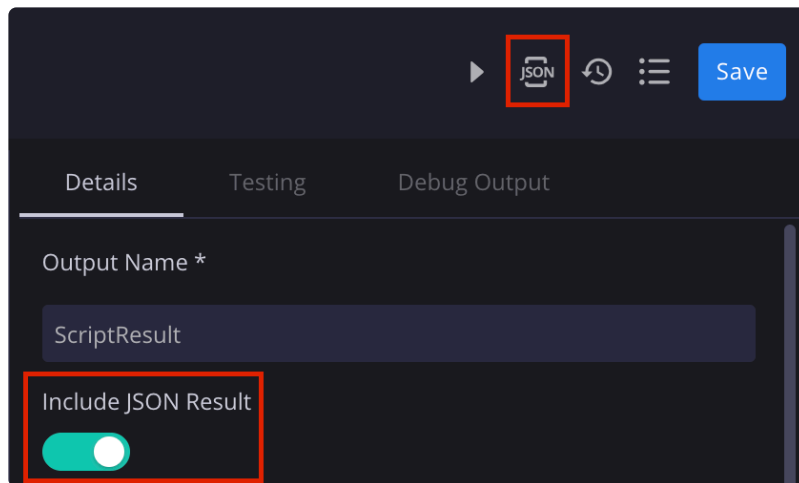 JSON
Save
Details Testing Debug Output
Output Name *
ScriptResult
Include JSON Result